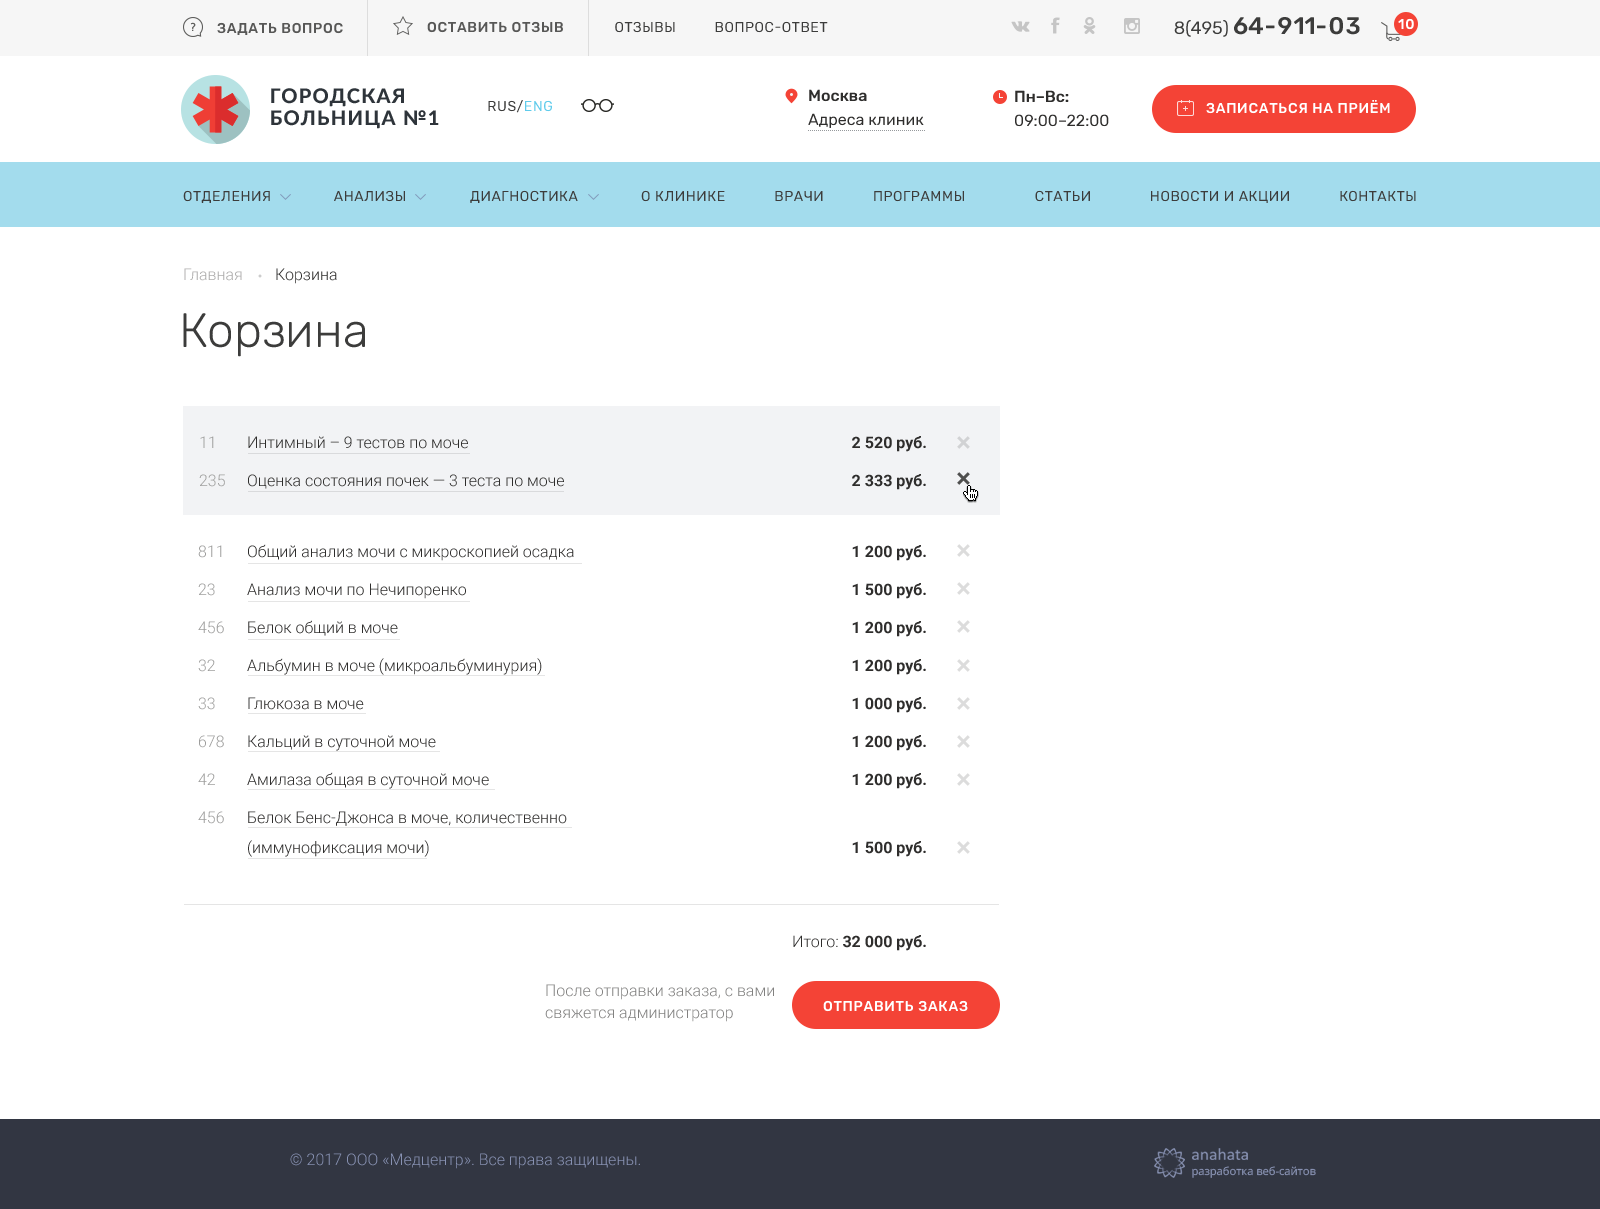 ЗАДАТЬ ВОПРОС
ОСТАВИТЬ ОТЗЫВ
ОТЗЫВЫ
ВОПРОС-ОТВЕТ
8(495) 64-911-03
10
ГОРОДСКАЯ
БОЛЬНИЦА №1
RUS/ENG
Москва
Адреса клиник
Пн–Вс:
09:00–22:00
ЗАПИСАТЬСЯ НА ПРИЁМ
ОТДЕЛЕНИЯ
АНАЛИЗЫ
ДИАГНОСТИКА
О КЛИНИКЕ
ВРАЧИ
ПРОГРАММЫ
СТАТЬИ
НОВОСТИ И АКЦИИ
КОНТАКТЫ
Главная • Корзина
Корзина
11 Интимный – 9 тестов по моче 2 520 руб.
235 Оценка состояния почек — 3 теста по моче 2 333 руб.
811 Общий анализ мочи с микроскопией осадка 1 200 руб.
23 Анализ мочи по Нечипоренко 1 500 руб.
456 Белок общий в моче 1 200 руб.
32 Альбумин в моче (микроальбуминурия) 1 200 руб.
33 Глюкоза в моче 1 000 руб.
678 Кальций в суточной моче 1 200 руб.
42 Амилаза общая в суточной моче 1 200 руб.
456 Белок Бенс-Джонса в моче, количественно
(иммунофиксация мочи) 1 500 руб.
Итого: 32 000 руб.
После отправки заказа, с вами
свяжется администратор
ОТПРАВИТЬ ЗАКАЗ
© 2017 ООО «Медцентр». Все права защищены.
anahata
разработка веб-сайтов